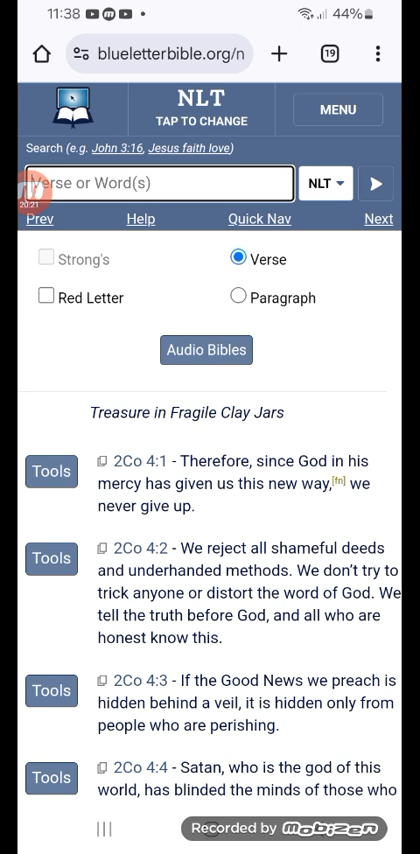 11:38 44%
blueletterbible.org/n 19
NLT
TAP TO CHANGE
MENU
Search (e.g. John 3:16, Jesus faith love)
Verse or Word(s) NLT
20:21
Prev Help Quick Nav Next
Strong's Verse
Red Letter Paragraph
Audio Bibles
Treasure in Fragile Clay Jars
Tools 2Co 4:1 - Therefore, since God in his
mercy has given us this new way,[fn] we
never give up.
Tools 2Co 4:2 - We reject all shameful deeds
and underhanded methods. We don’t try to
trick anyone or distort the word of God. We
tell the truth before God, and all who are
honest know this.
Tools 2Co 4:3 - If the Good News we preach is
hidden behind a veil, it is hidden only from
people who are perishing.
Tools 2Co 4:4 - Satan, who is the god of this
world, has blinded the minds of those who
Recorded by mobizen